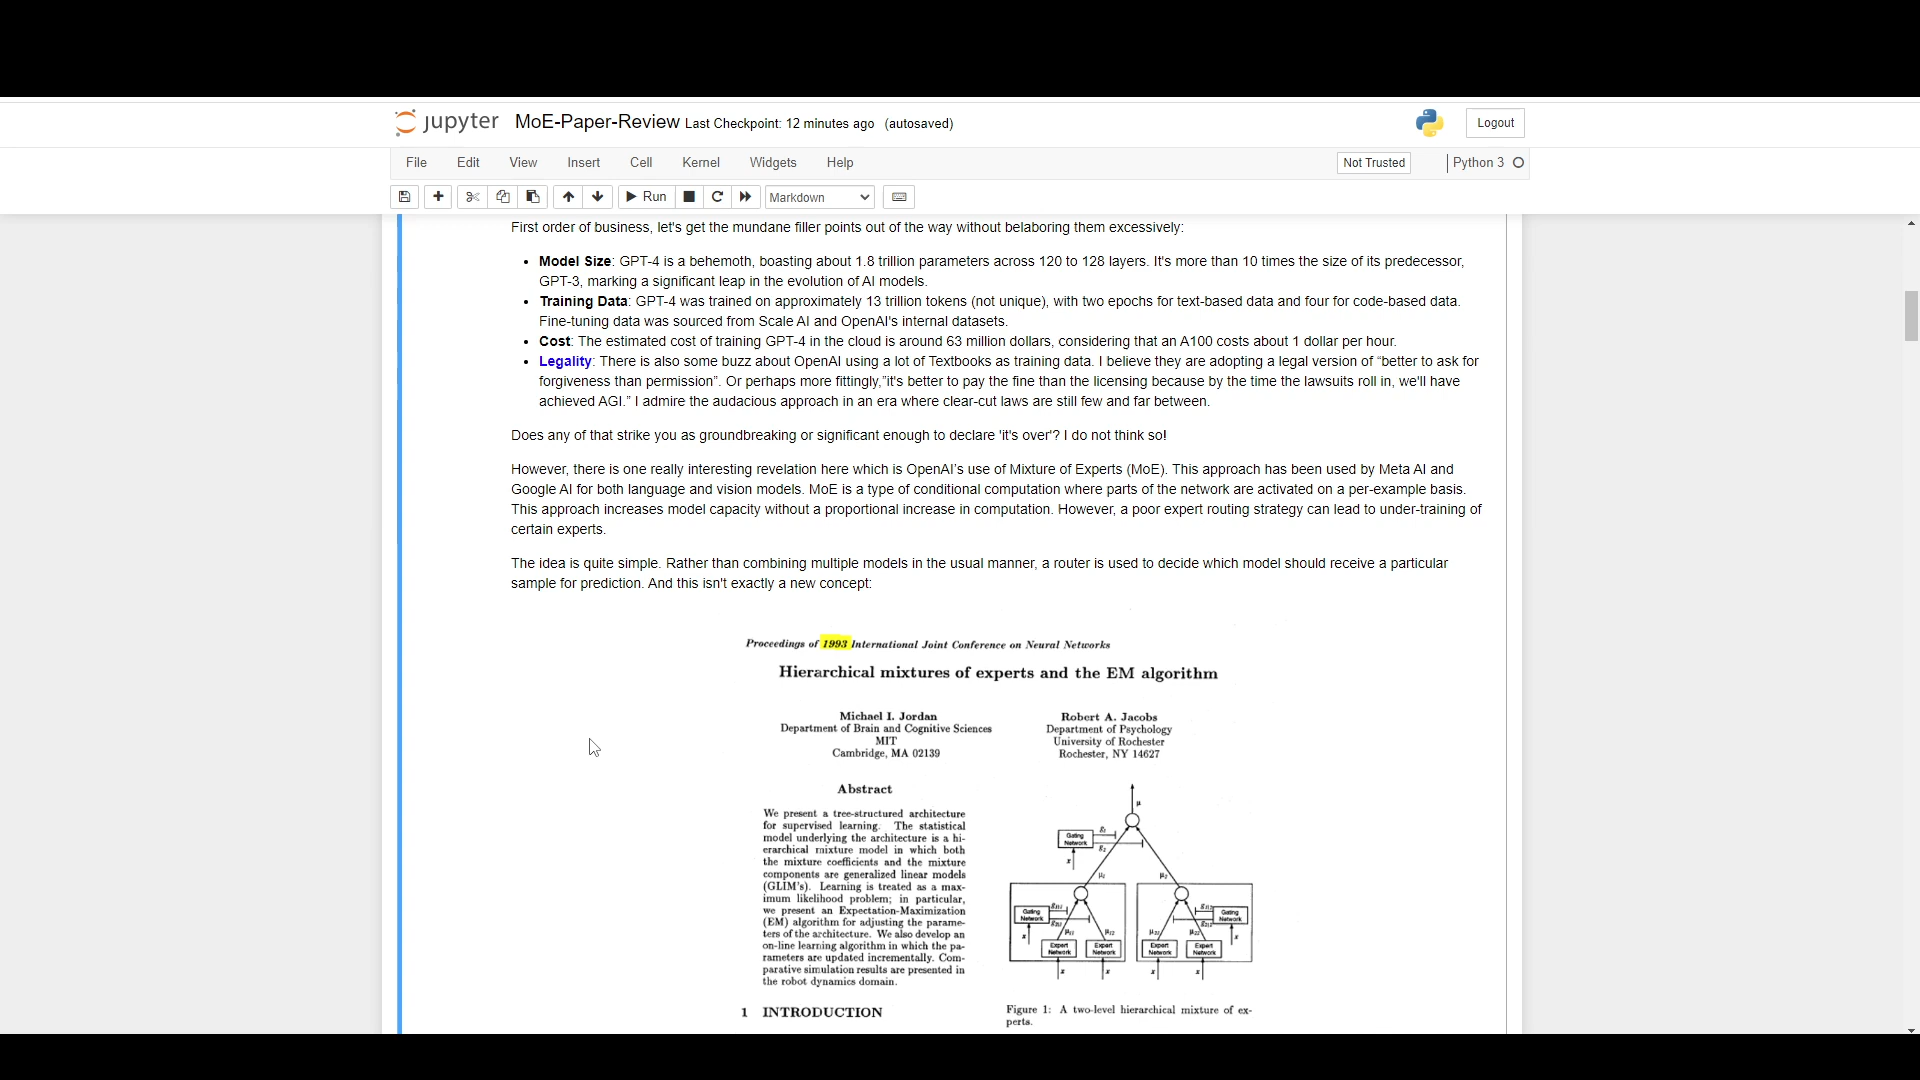 jupyter MoE-Paper-Review Last Checkpoint: 12 minutes ago (autosaved) Logout
File Edit View Insert Cell Kernel Widgets Help Not Trusted Python 3
Run Markdown
First order of business, let's get the mundane filler points out of the way without belaboring them excessively:
• Model Size: GPT-4 is a behemoth, boasting about 1.8 trillion parameters across 120 to 128 layers. It's more than 10 times the size of its predecessor,
GPT-3, marking a significant leap in the evolution of AI models.
• Training Data: GPT-4 was trained on approximately 13 trillion tokens (not unique), with two epochs for text-based data and four for code-based data.
Fine-tuning data was sourced from Scale AI and OpenAI's internal datasets.
• Cost: The estimated cost of training GPT-4 in the cloud is around 63 million dollars, considering that an A100 costs about 1 dollar per hour.
• Legality: There is also some buzz about OpenAI using a lot of Textbooks as training data. I believe they are adopting a legal version of “better to ask for
forgiveness than permission”. Or perhaps more fittingly,”it's better to pay the fine than the licensing because by the time the lawsuits roll in, we'll have
achieved AGI.” I admire the audacious approach in an era where clear-cut laws are still few and far between.
Does any of that strike you as groundbreaking or significant enough to declare 'it's over'? I do not think so!
However, there is one really interesting revelation here which is OpenAI’s use of Mixture of Experts (MoE). This approach has been used by Meta AI and
Google AI for both language and vision models. MoE is a type of conditional computation where parts of the network are activated on a per-example basis.
This approach increases model capacity without a proportional increase in computation. However, a poor expert routing strategy can lead to under-training of
certain experts.
The idea is quite simple. Rather than combining multiple models in the usual manner, a router is used to decide which model should receive a particular
sample for prediction. And this isn't exactly a new concept:
Proceedings of 1993 International Joint Conference on Neural Networks
Hierarchical mixtures of experts and the EM algorithm
Michael I. Jordan
Department of Brain and Cognitive Sciences
MIT
Cambridge, MA 02139
Robert A. Jacobs
Department of Psychology
University of Rochester
Rochester, NY 14627
Abstract
We present a tree-structured architecture
for supervised learning. The statistical
model underlying the architecture is a hi-
erarchical mixture model in which both
the mixture coefficients and the mixture
components are generalized linear models
(GLIM's). Learning is treated as a max-
imum likelihood problem; in particular,
we present an Expectation-Maximization
(EM) algorithm for adjusting the parame-
ters of the architecture. We also develop an
on-line learning algorithm in which the pa-
rameters are updated incrementally. Com-
parative simulation results are presented in
the robot dynamics domain.
1 INTRODUCTION
μ
Gating
Network
g1
g2
x
μ1 μ2
Gating
Network
x
μ11 μ12
Gating
Network
x
μ21 μ22
Expert
Network
Expert
Network
Expert
Network
Expert
Network
x x x x
Figure 1: A two-level hierarchical mixture of ex-
perts.